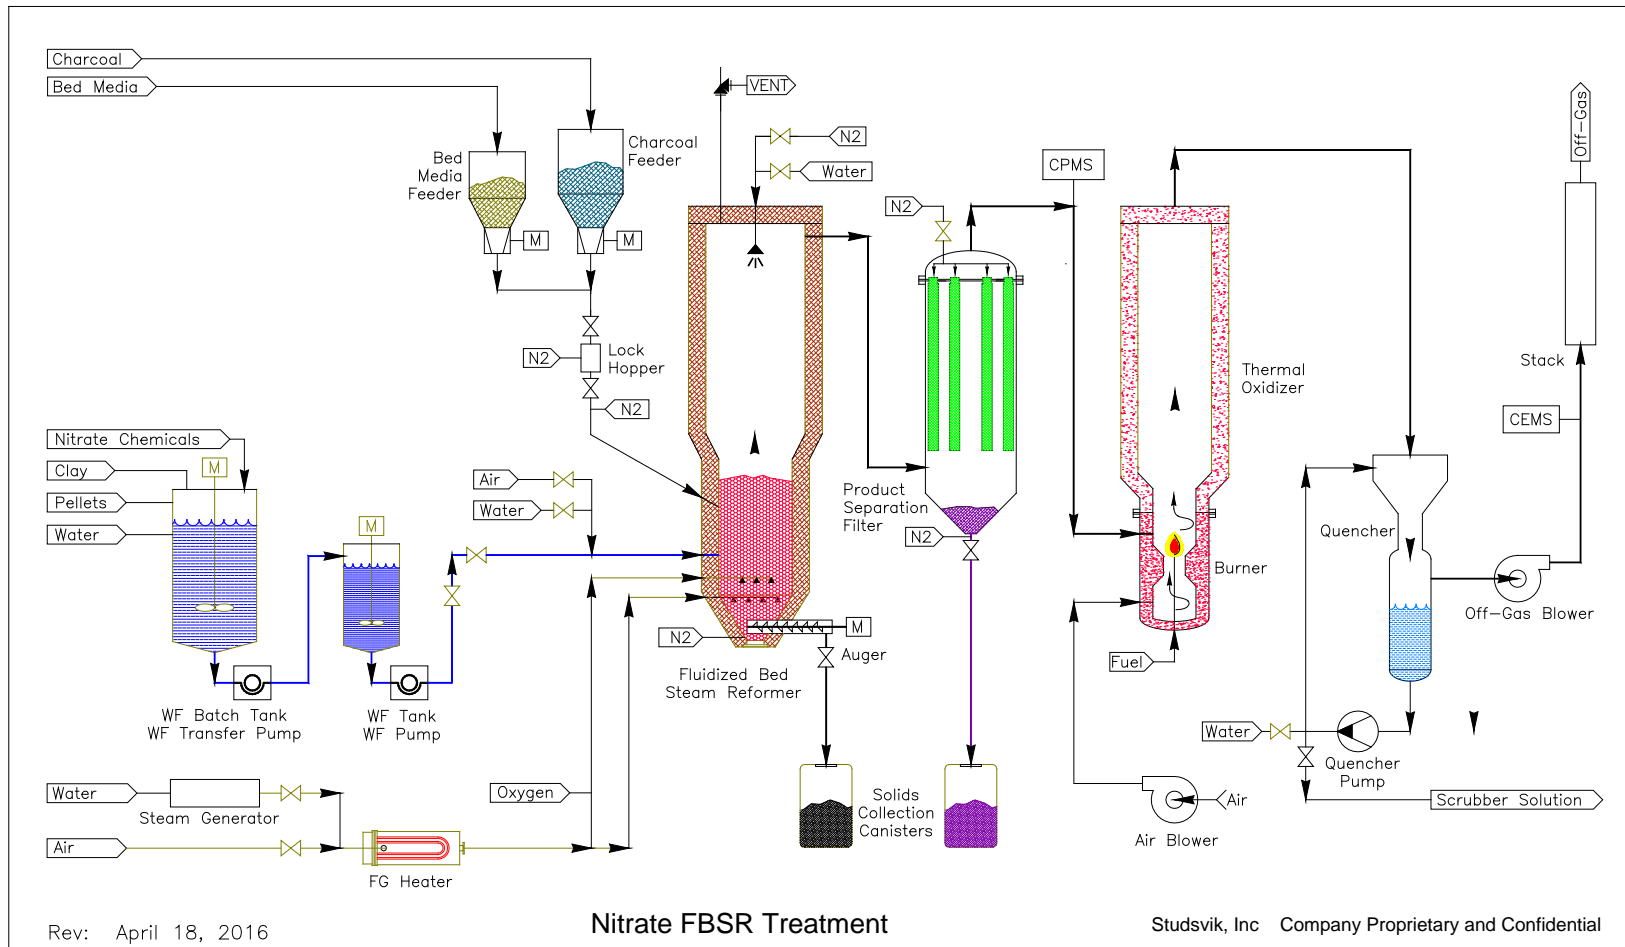 Charcoal
Bed Media
VENT
N2
Water
Bed
Media
Feeder
Charcoal
Feeder
M
M
CPMS
N2
Off-Gas
N2
Lock
Hopper
N2
Stack
Thermal
Oxidizer
CEMS
Nitrate Chemicals
Clay
Pellets
Water
M
M
Air
Water
Product
Separation
Filter
N2
Quencher
Burner
Off-Gas Blower
N2
M
Auger
Fuel
Fluidized Bed
Steam Reformer
WF Batch Tank
WF Transfer Pump
WF Tank
WF Pump
Water
Quencher
Pump
Water
Steam Generator
Oxygen
Solids
Collection
Canisters
Air
Air Blower
Scrubber Solution
Air
FG Heater
Rev: April 18, 2016
Nitrate FBSR Treatment
Studsvik, Inc Company Proprietary and Confidential